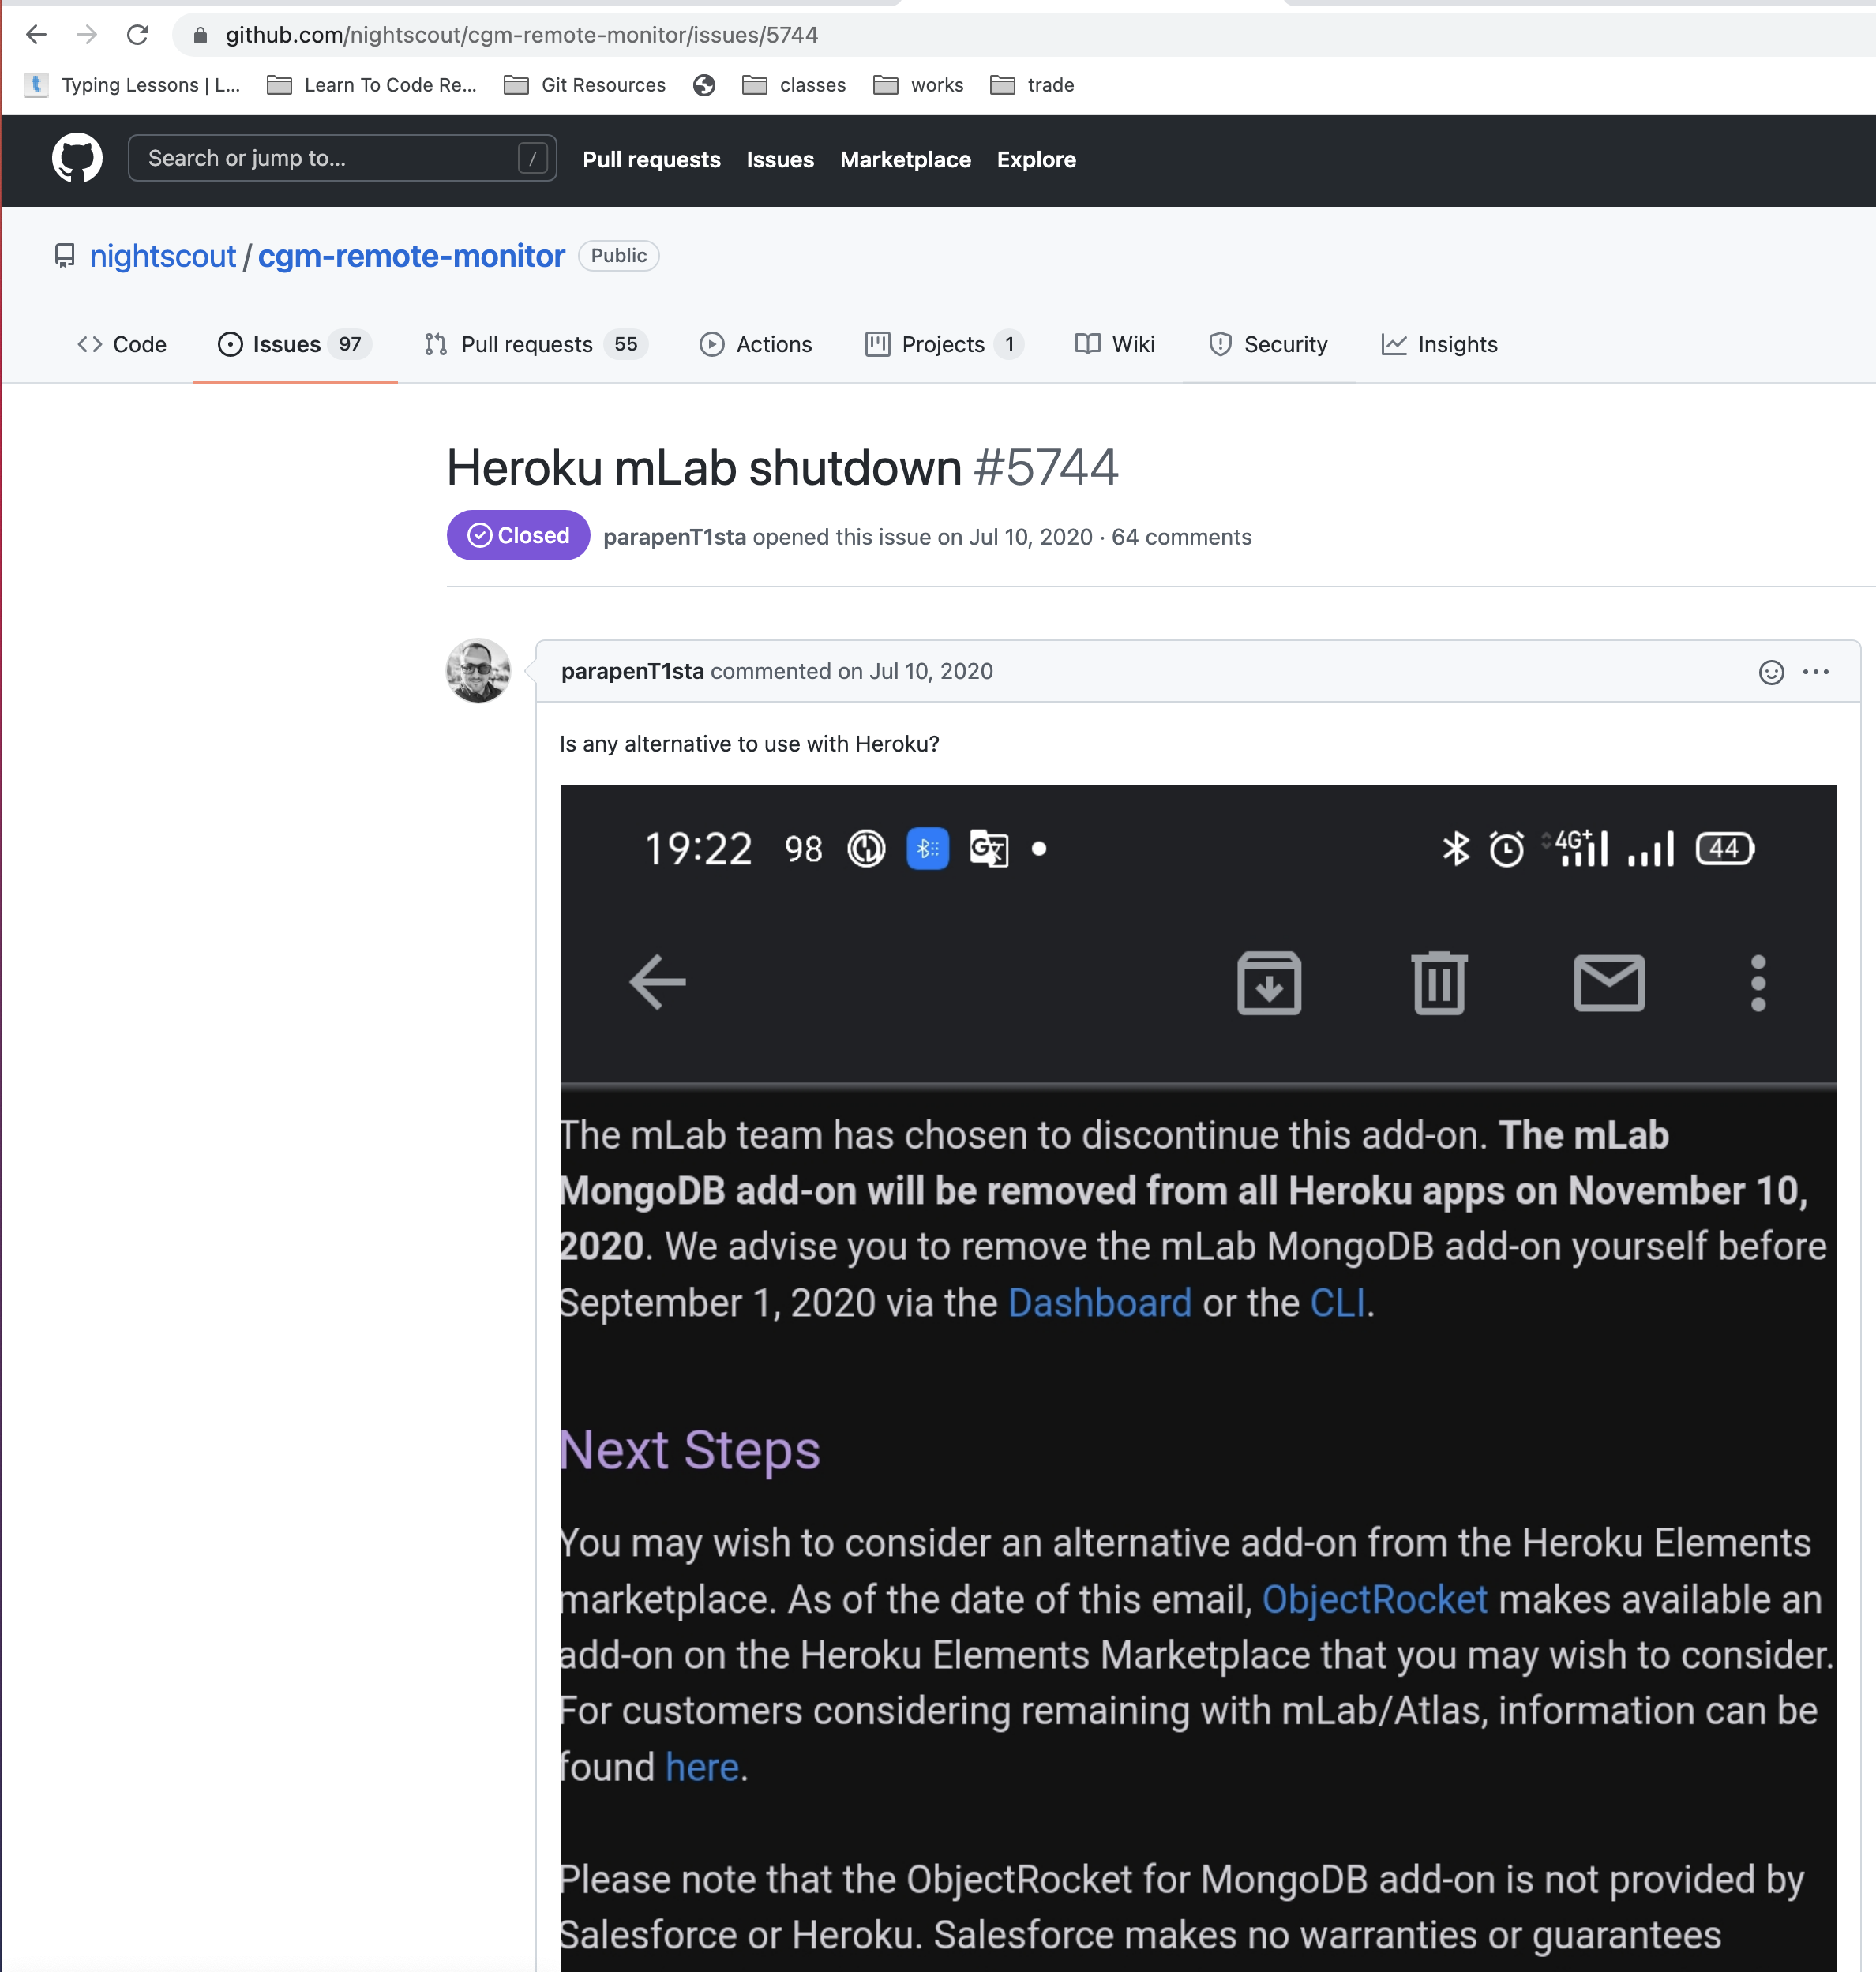 github.com/nightscout/cgm-remote-monitor/issues/5744
t Typing Lessons | L... Learn To Code Re... Git Resources classes works trade
Search or jump to... / Pull requests Issues Marketplace Explore
nightscout / cgm-remote-monitor Public
Code Issues 97 Pull requests 55 Actions Projects 1 Wiki Security Insights
Heroku mLab shutdown #5744
Closed parapenT1sta opened this issue on Jul 10, 2020 · 64 comments
parapenT1sta commented on Jul 10, 2020
Is any alternative to use with Heroku?
19:22 98 4G+ 44
The mLab team has chosen to discontinue this add-on. The mLab
MongoDB add-on will be removed from all Heroku apps on November 10,
2020. We advise you to remove the mLab MongoDB add-on yourself before
September 1, 2020 via the Dashboard or the CLI.
Next Steps
You may wish to consider an alternative add-on from the Heroku Elements
marketplace. As of the date of this email, ObjectRocket makes available an
add-on on the Heroku Elements Marketplace that you may wish to consider.
For customers considering remaining with mLab/Atlas, information can be
found here.
Please note that the ObjectRocket for MongoDB add-on is not provided by
Salesforce or Heroku. Salesforce makes no warranties or guarantees